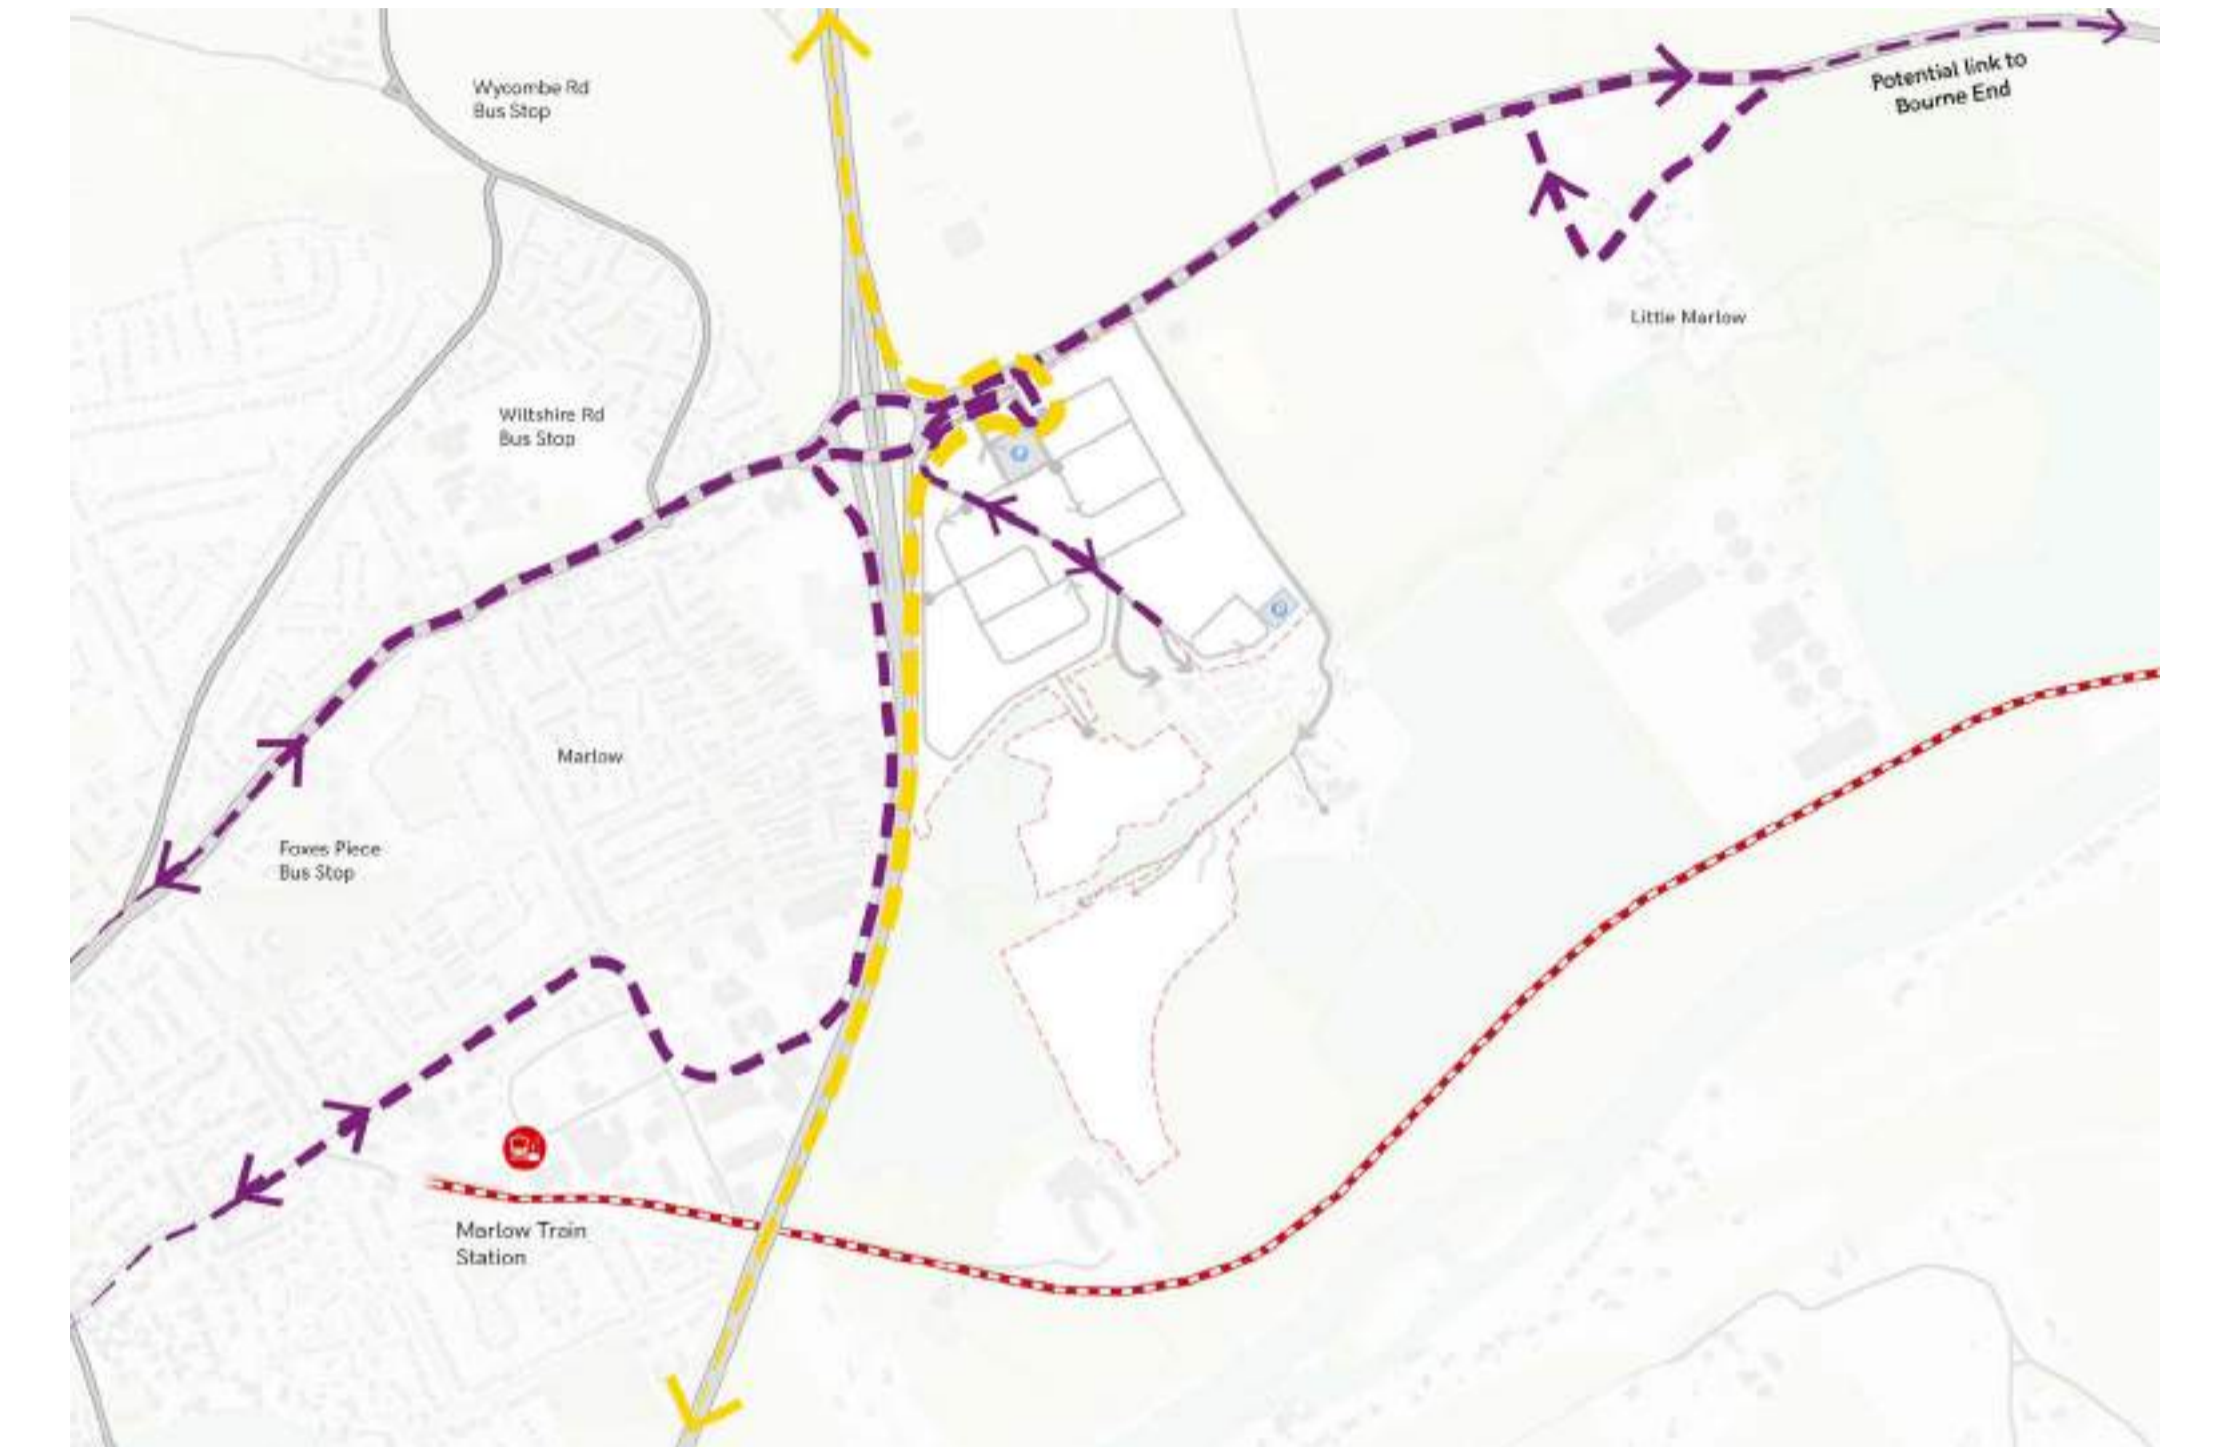 Wycombe Rd
Bus Stop
Potential link to
Bourne End
Little Marlow
Wiltshire Rd
Bus Stop
Marlow
Foxes Piece
Bus Stop
Marlow Train
Station